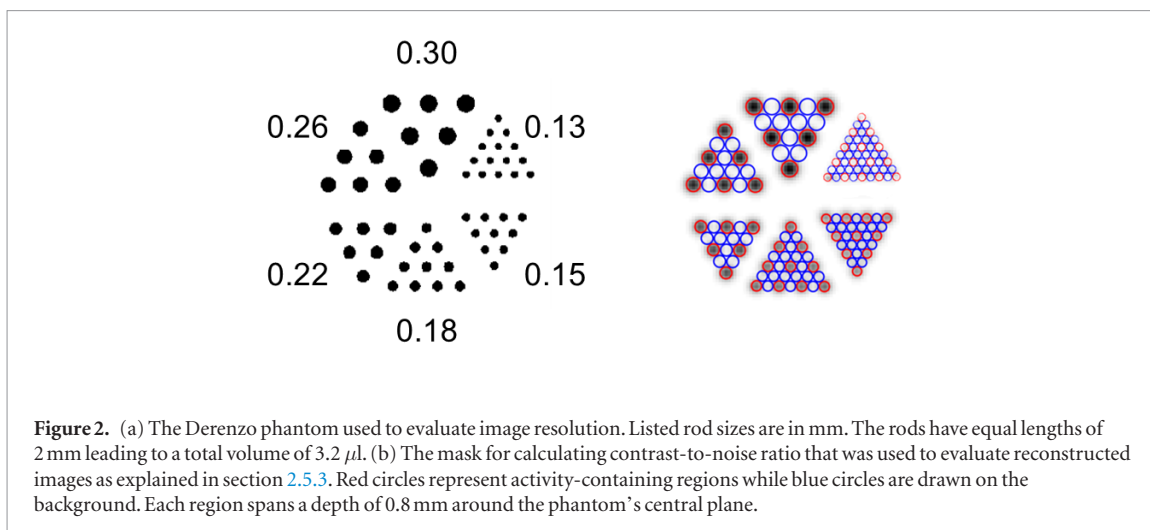 0.30
0.26
0.13
0.22
0.15
0.18
Figure 2. (a) The Derenzo phantom used to evaluate image resolution. Listed rod sizes are in mm. The rods have equal lengths of
2 mm leading to a total volume of 3.2 μl. (b) The mask for calculating contrast-to-noise ratio that was used to evaluate reconstructed
images as explained in section 2.5.3. Red circles represent activity-containing regions while blue circles are drawn on the
background. Each region spans a depth of 0.8 mm around the phantom's central plane.